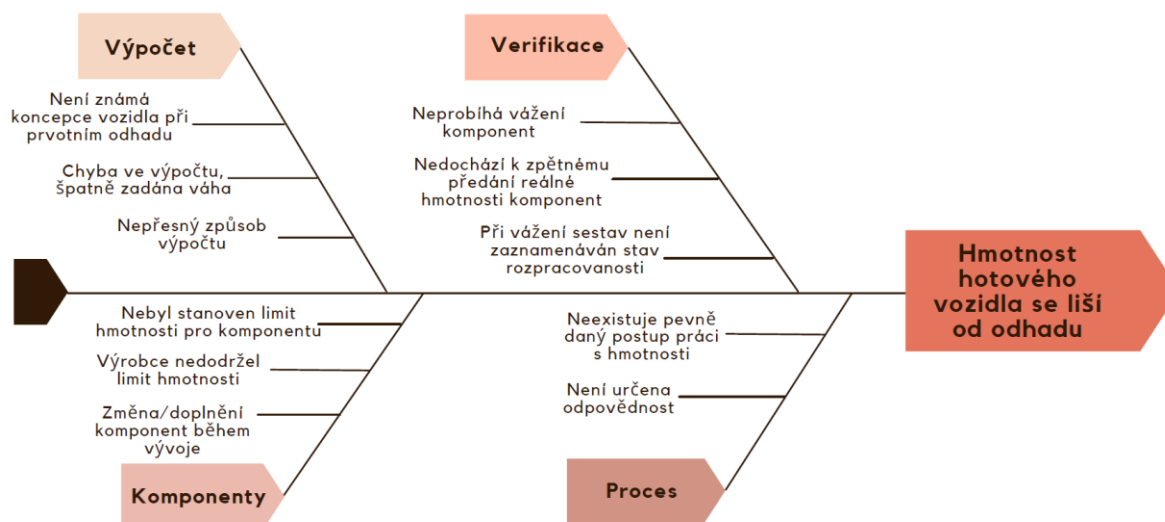 Výpočet
Není známá
koncepce vozidla při
prvotním odhadu
Chyba ve výpočtu,
špatně zadána váha
Nepřesný způsob
výpočtu
Verifikace
Neprobíhá vážení
komponent
Nedochází k zpětnému
předání reálné
hmotnosti komponent
Při vážení sestav není
zaznamenáván stav
rozpracovanosti
Hmotnost
hotového
vozidla se liší
od odhadu
Nebyl stanoven limit
hmotnosti pro komponentu
Výrobce nedodržel
limit hmotnosti
Změna/doplnění
komponent během
vývoje
Komponenty
Neexistuje pevně
daný postup práci
s hmotnosti
Není určena
odpovědnost
Proces